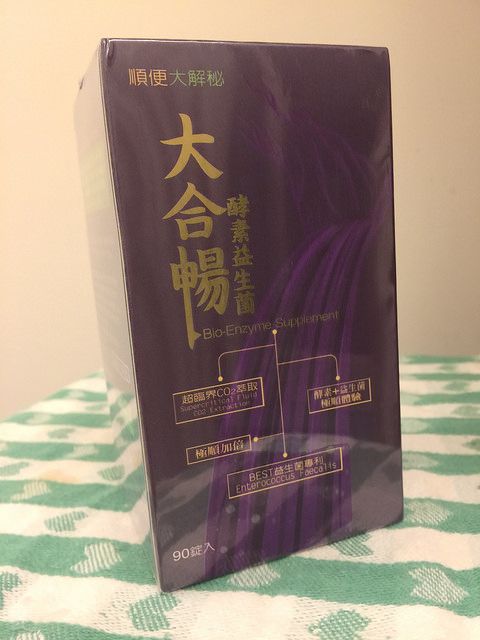 順便大解秘
大合暢
酵素益生菌
Bio-Enzyme Supplement
超臨界CO2萃取
Supercritical Fluid
CO2 Extraction
酵素+益生菌
極順體驗
極順加倍
BEST益生菌專利
Enterococcus Faecalis
90錠入